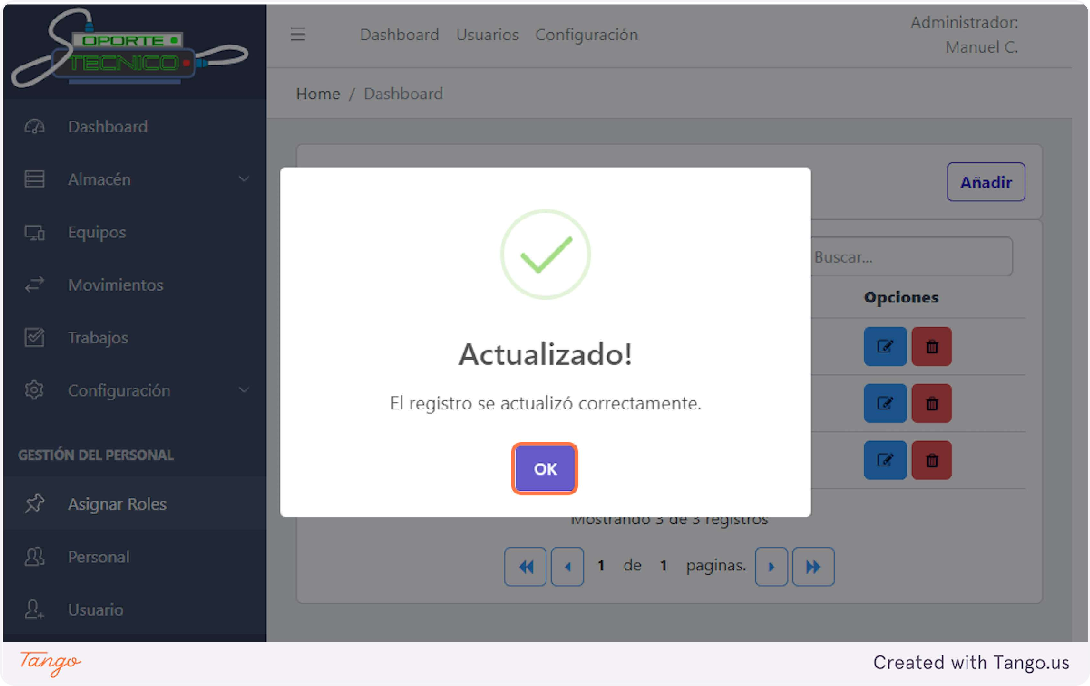 SOPORTE
TECNICO
Dashboard Usuarios Configuración
Administrador:
Manuel C.
Home / Dashboard
Dashboard
Almacén
Equipos
Movimientos
Trabajos
Configuración
GESTIÓN DEL PERSONAL
Asignar Roles
Personal
Usuario
Añadir
Buscar...
Opciones
Actualizado!
El registro se actualizó correctamente.
OK
Mostrando 3 de 3 registros
1 de 1 paginas.
Tango
Created with Tango.us